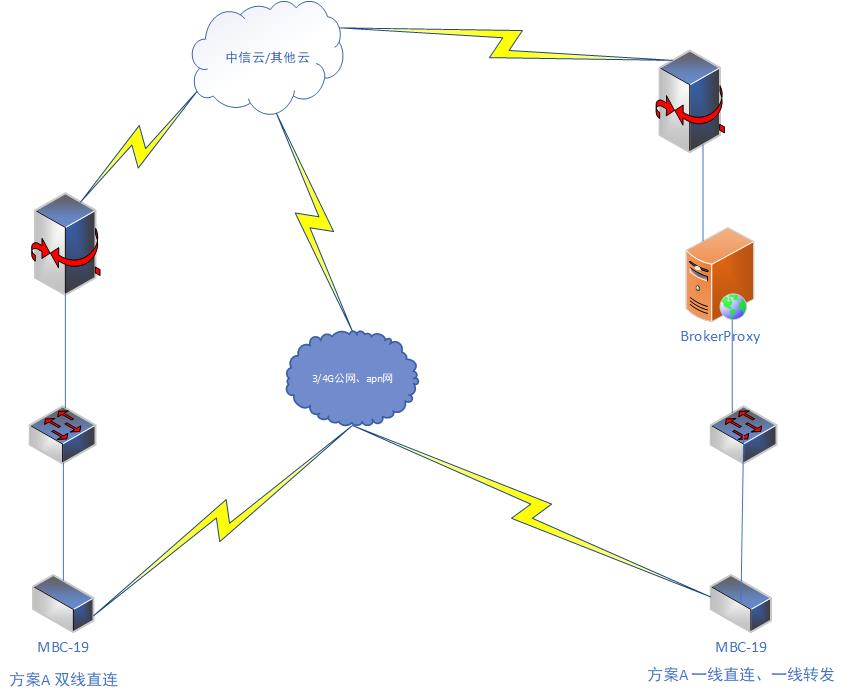 中信云/其他云
BrokerProxy
3/4G公网、apn网
MBC-19
MBC-19
方案A 双线直连
方案A 一线直连、一线转发